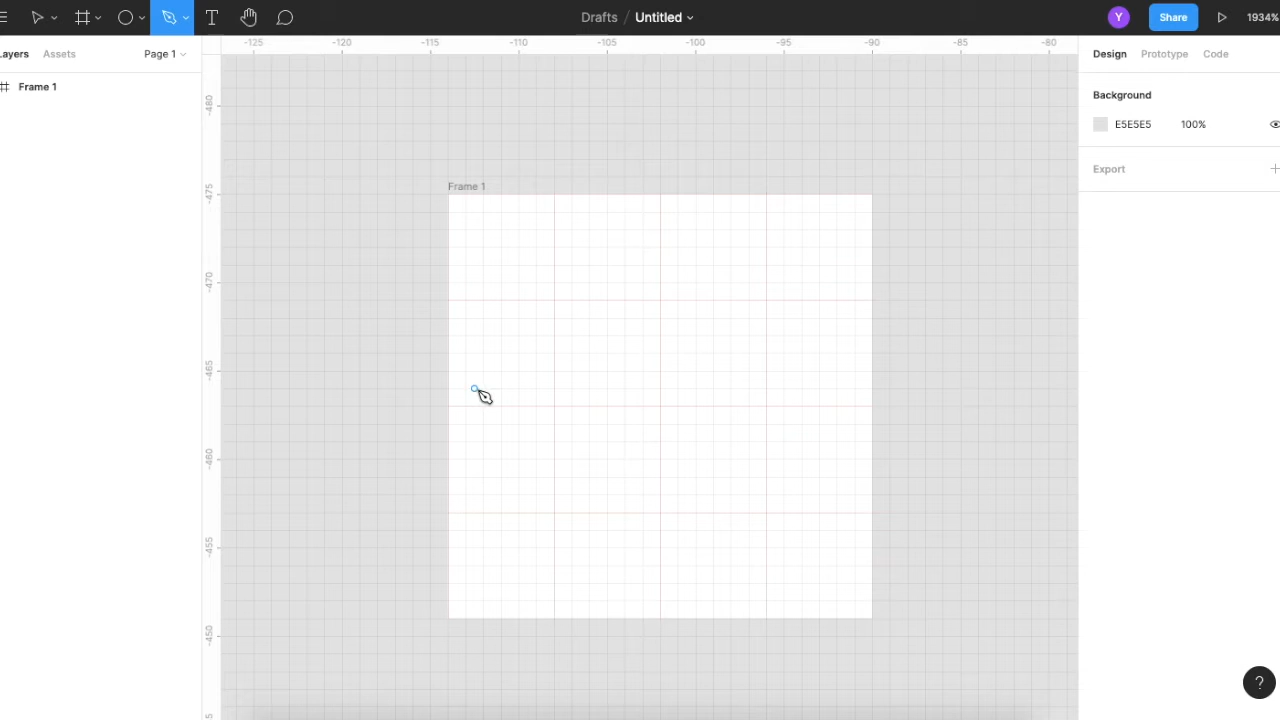 Drafts / Untitled
Y
Share
1934%
Layers
Assets
Page 1
Design
Prototype
Code
-125
-120
-115
-110
-105
-100
-95
-90
-85
-80
Frame 1
Background
E5E5E5
100%
Export
-480
-475
-470
-465
-460
-455
-450
Frame 1
T
?